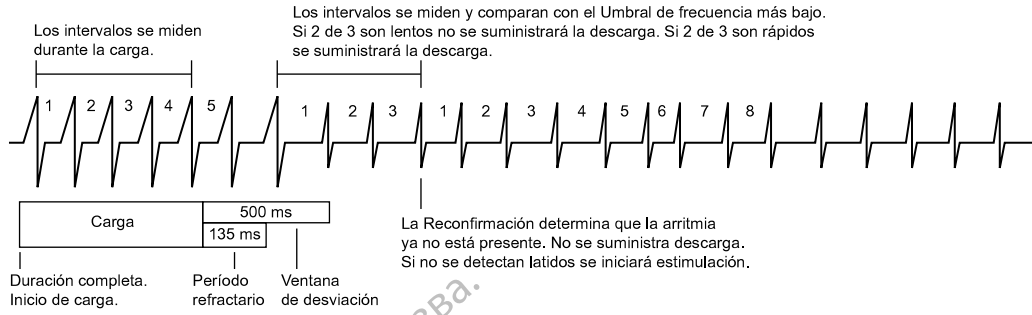 Los intervalos se miden
durante la carga.
Los intervalos se miden y comparan con el Umbral de frecuencia más bajo.
Si 2 de 3 son lentos no se suministrará la descarga. Si 2 de 3 son rápidos
se suministrará la descarga.
1 2 3 4 5 1 2 3 1 2 3 4 5 6 7 8
Carga
500 ms
135 ms
La Reconfirmación determina que la arritmia
ya no está presente. No se suministra descarga.
Si no se detectan latidos se iniciará estimulación.
Duración completa.
Inicio de carga.
Período
refractario
Ventana
de desviación